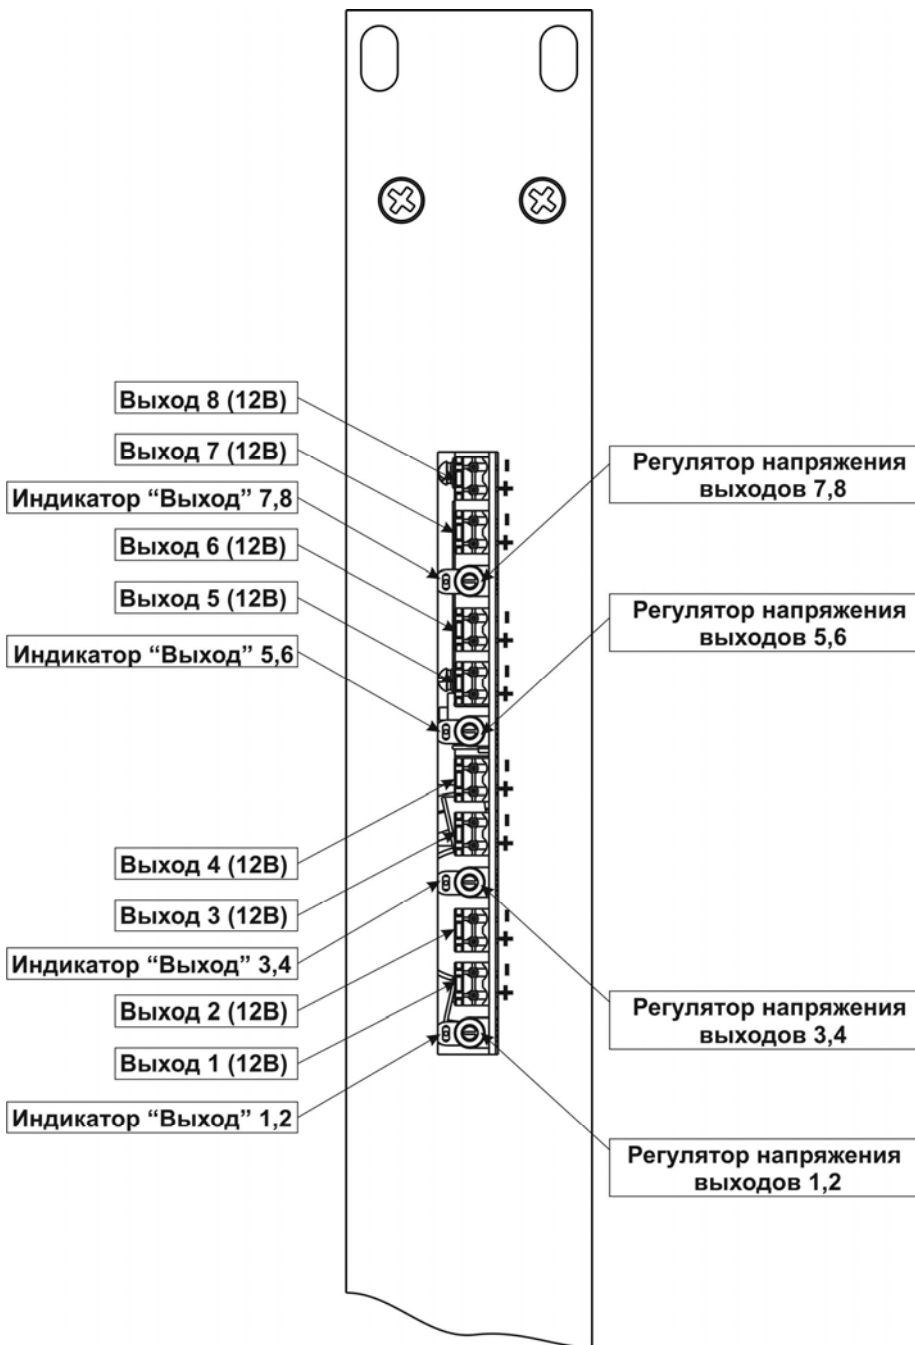 Выход 8 (12В)
Выход 7 (12В)
Индикатор “Выход” 7,8
Выход 6 (12В)
Выход 5 (12В)
Индикатор “Выход” 5,6
Выход 4 (12В)
Выход 3 (12В)
Индикатор “Выход” 3,4
Выход 2 (12В)
Выход 1 (12В)
Индикатор “Выход” 1,2
-
+
-
+
-
+
-
+
-
+
-
+
-
+
-
+
Регулятор напряжения
выходов 7,8
Регулятор напряжения
выходов 5,6
Регулятор напряжения
выходов 3,4
Регулятор напряжения
выходов 1,2